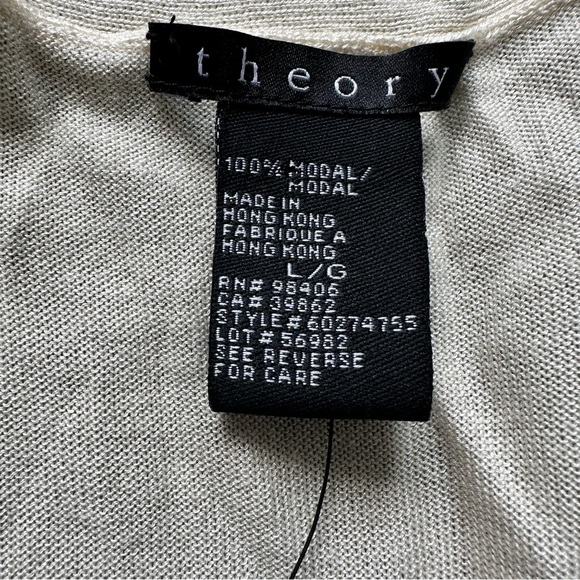 theory
100% MODAL/
MODAL
MADE IN
HONG KONG
FABRIQUE A
HONG KONG
L/G
RN# 98406
CA# 39862
STYLE# 60274755
LOT# 56982
SEE REVERSE
FOR CARE